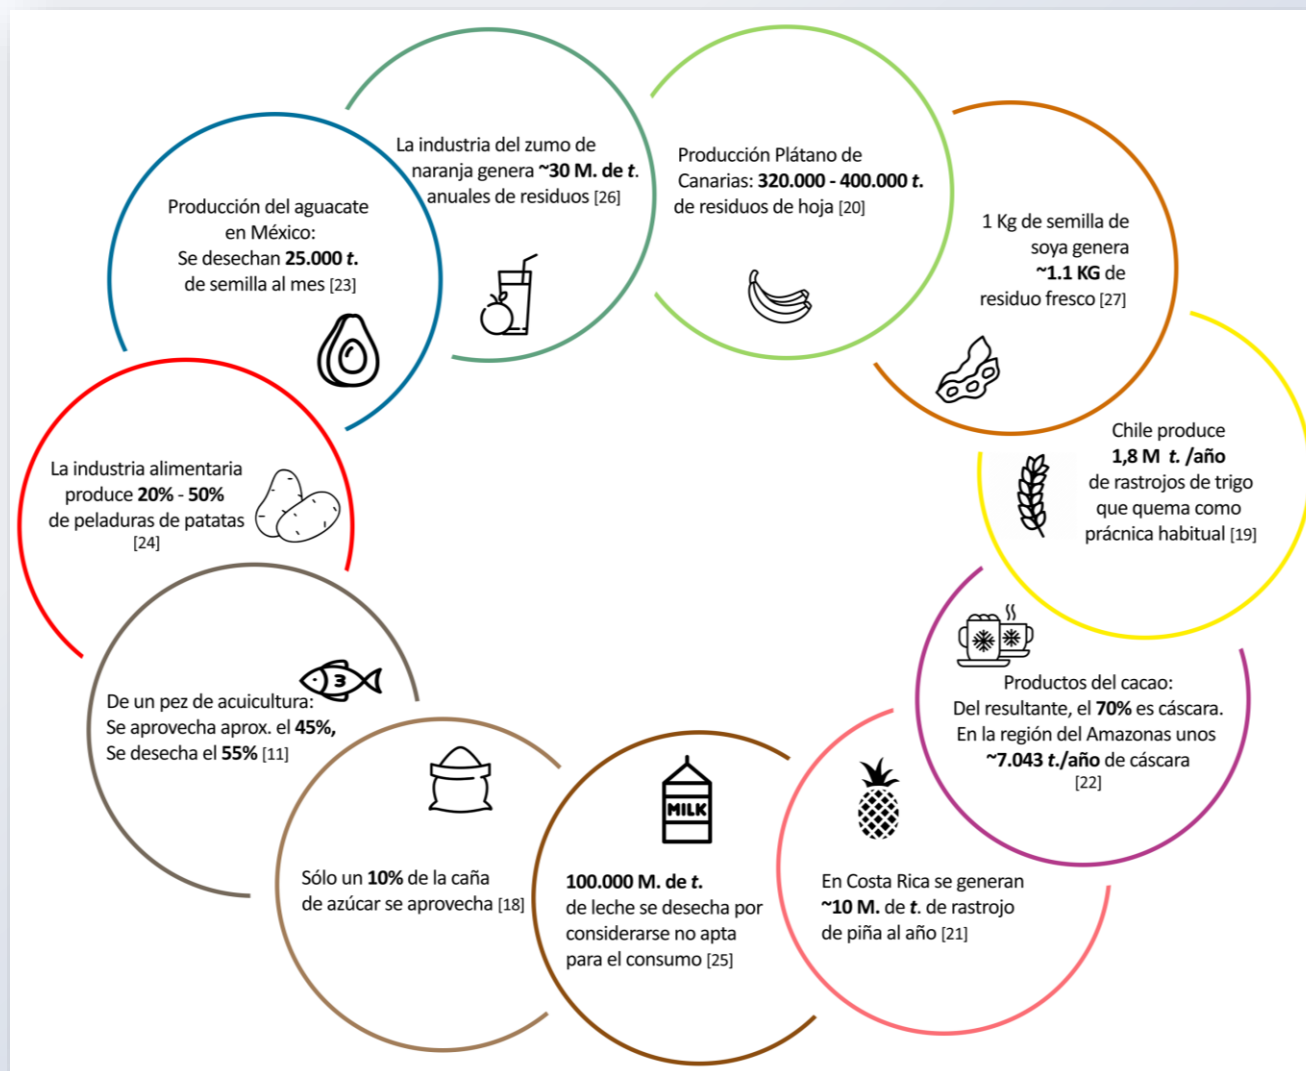 La industria del zumo de
naranja genera ~30 M. de t.
anuales de residuos [26]
Producción Plátano de
Canarias: 320.000 - 400.000 t.
de residuos de hoja [20]
1 Kg de semilla de
soya genera
~1.1 KG de
residuo fresco [27]
Chile produce
1,8 M t. /año
de rastrojos de trigo
que quema como
prácnica habitual [19]
Productos del cacao:
Del resultante, el 70% es cáscara.
En la región del Amazonas unos
~7.043 t./año de cáscara
[22]
En Costa Rica se generan
~10 M. de t. de rastrojo
de piña al año [21]
MILK
100.000 M. de t.
de leche se desecha por
considerarse no apta
para el consumo [25]
Sólo un 10% de la caña
de azúcar se aprovecha [18]
3
De un pez de acuicultura:
Se aprovecha aprox. el 45%,
Se desecha el 55% [11]
La industria alimentaria
produce 20% - 50%
de peladuras de patatas
[24]
Producción del aguacate
en México:
Se desechan 25.000 t.
de semilla al mes [23]